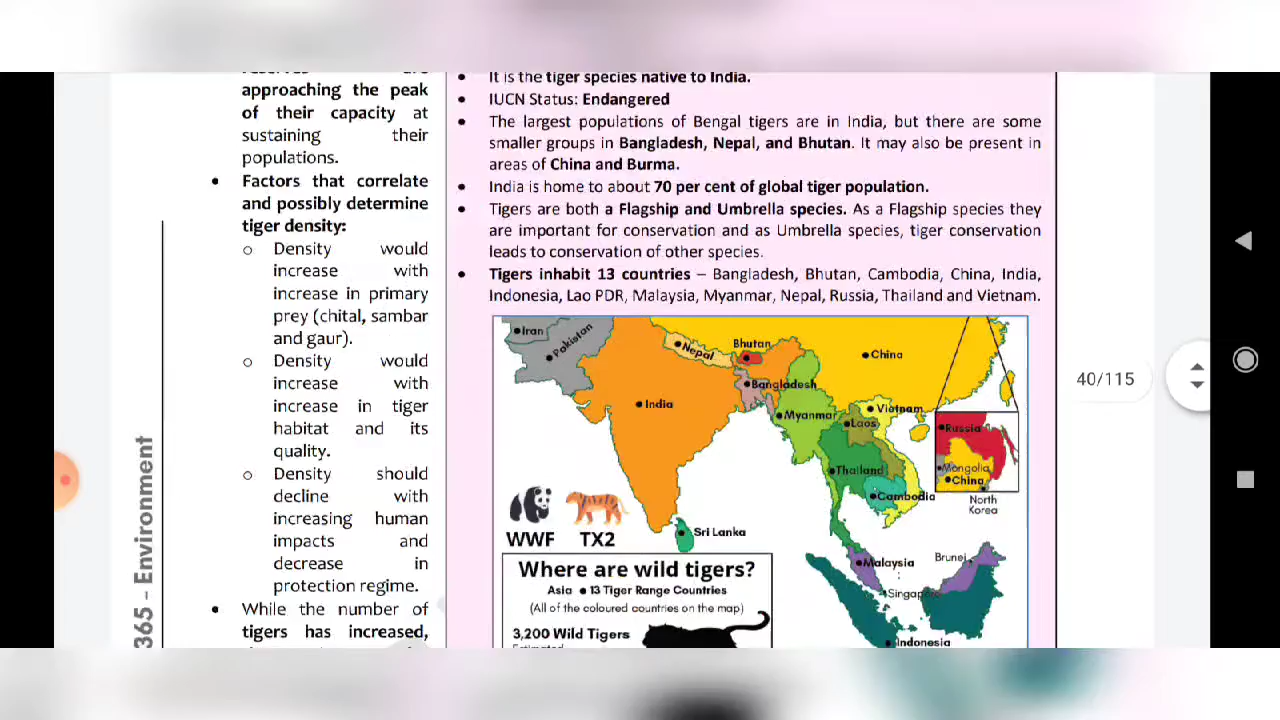 approaching the peak
of their capacity at
sustaining their
populations.
• Factors that correlate
and possibly determine
tiger density:
o Density would
increase with
increase in primary
prey (chital, sambar
and gaur).
o Density would
increase with
increase in tiger
habitat and its
quality.
o Density should
decline with
increasing human
impacts and
decrease in
protection regime.
• While the number of
tigers has increased,
365 - Environment
• It is the tiger species native to India.
• IUCN Status: Endangered
• The largest populations of Bengal tigers are in India, but there are some
smaller groups in Bangladesh, Nepal, and Bhutan. It may also be present in
areas of China and Burma.
• India is home to about 70 per cent of global tiger population.
• Tigers are both a Flagship and Umbrella species. As a Flagship species they
are important for conservation and as Umbrella species, tiger conservation
leads to conservation of other species.
• Tigers inhabit 13 countries – Bangladesh, Bhutan, Cambodia, China, India,
Indonesia, Lao PDR, Malaysia, Myanmar, Nepal, Russia, Thailand and Vietnam.
Iran
Pakistan
Nepal
Bhutan
China
Bangladesh
India
Myanmar
Vietnam
Laos
Thailand
Cambodia
Russia
Mongolia
China
North
Korea
Sri Lanka
Malaysia
Brunei
Singapore
Indonesia
WWF TX2
Where are wild tigers?
Asia • 13 Tiger Range Countries
(All of the coloured countries on the map)
3,200 Wild Tigers
40/115